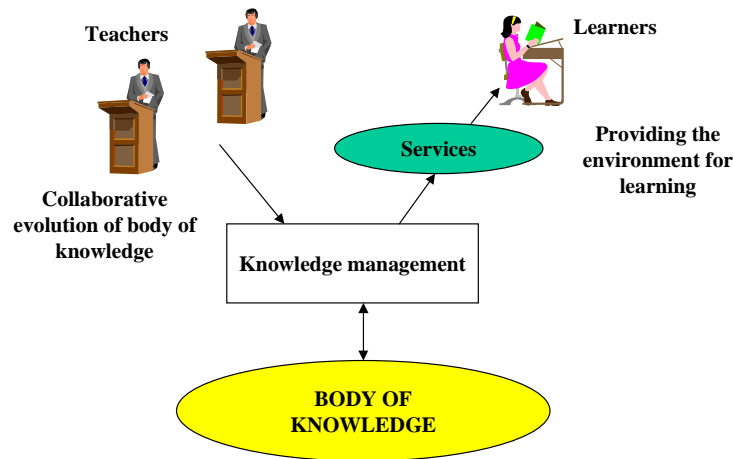 Teachers
Learners
Services
Providing the
environment for
learning
Collaborative
evolution of body of
knowledge
Knowledge management
BODY OF
KNOWLEDGE